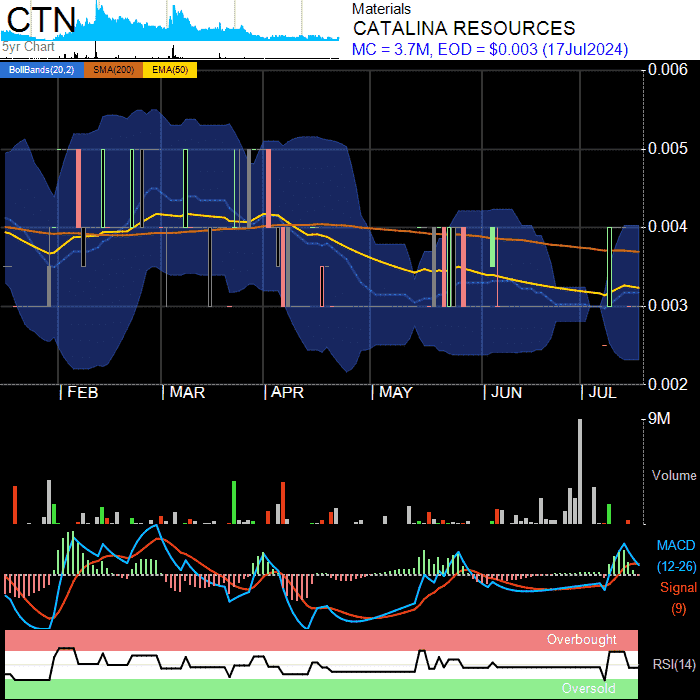 CTN
5yr Chart
Materials
CATALINA RESOURCES
MC = 3.7M, EOD = $0.003 (17Jul2024)
BollBands(20,2) SMA(200) EMA(50)
0.006
0.005
0.004
0.003
0.002
FEB MAR APR MAY JUN JUL
9M
Volume
MACD
(12-26)
Signal
(9)
Overbought
RSI(14)
Oversold